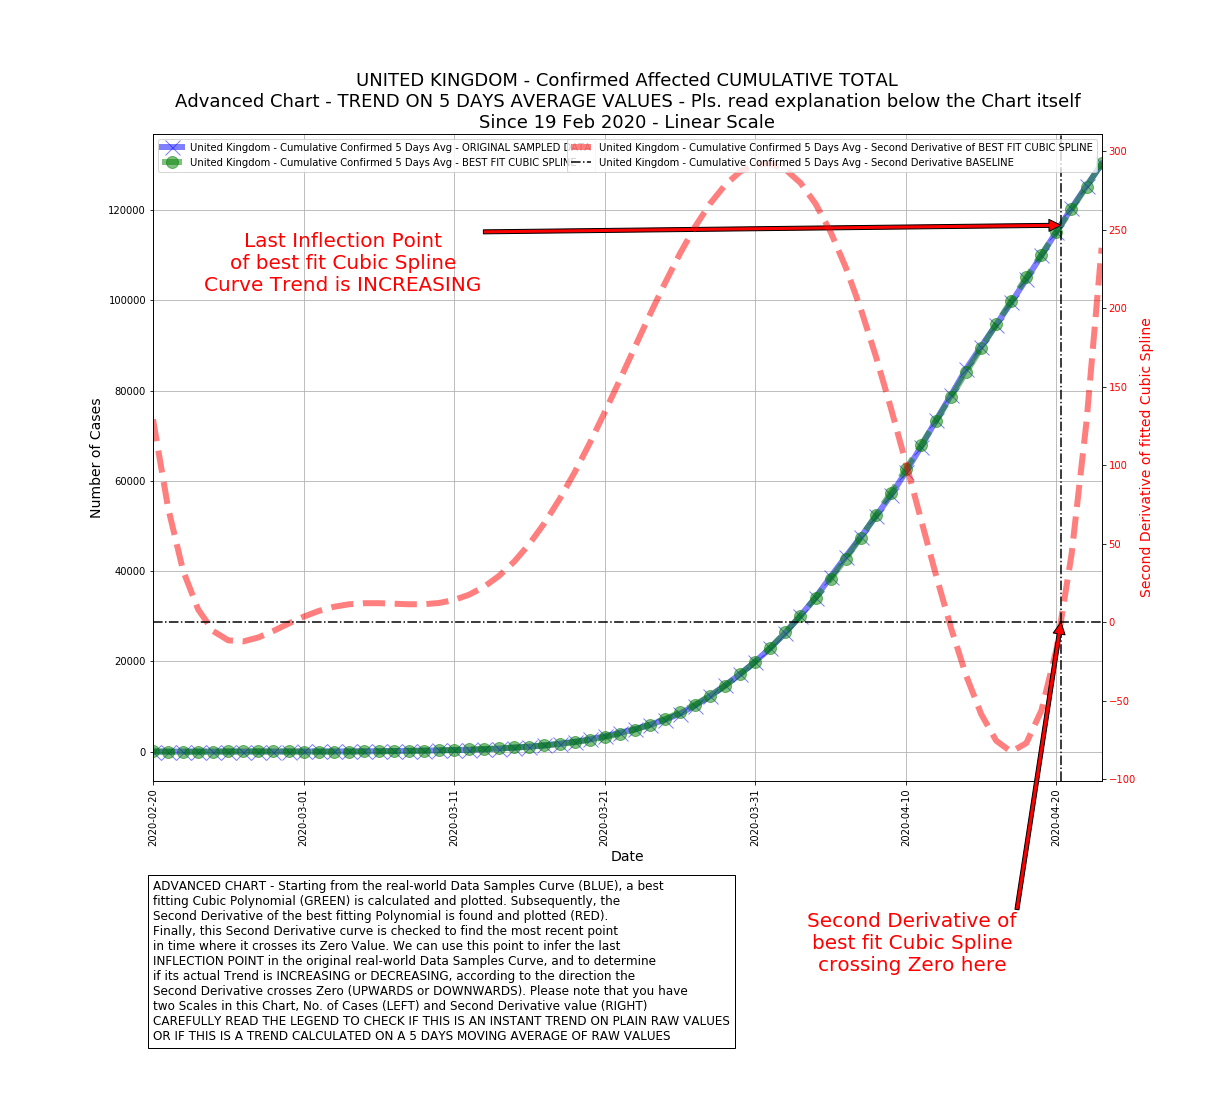 UNITED KINGDOM - Confirmed Affected CUMULATIVE TOTAL
Advanced Chart - TREND ON 5 DAYS AVERAGE VALUES - Pls. read explanation below the Chart itself
Since 19 Feb 2020 - Linear Scale
United Kingdom - Cumulative Confirmed 5 Days Avg - ORIGINAL SAMPLED
United Kingdom - Cumulative Confirmed 5 Days Avg - BEST FIT CUBIC
United Kingdom - Cumulative Confirmed 5 Days Avg - Second Derivative of BEST FIT CUBIC SPLINE
United Kingdom - Cumulative Confirmed 5 Days Avg - Second Derivative BASELINE
Last Inflection Point
of best fit Cubic Spline
Curve Trend is INCREASING
Number of Cases
120000
100000
80000
60000
40000
20000
0
Second Derivative of fitted Cubic Spline
300
250
200
150
100
50
0
−50
−100
2020-02-20
2020-03-01
2020-03-11
2020-03-21
2020-03-31
2020-04-10
2020-04-20
Date
ADVANCED CHART - Starting from the real-world Data Samples Curve (BLUE), a best
fitting Cubic Polynomial (GREEN) is calculated and plotted. Subsequently, the
Second Derivative of the best fitting Polynomial is found and plotted (RED).
Finally, this Second Derivative curve is checked to find the most recent point
in time where it crosses its Zero Value. We can use this point to infer the last
INFLECTION POINT in the original real-world Data Samples Curve, and to determine
if its actual Trend is INCREASING or DECREASING, according to the direction the
Second Derivative crosses Zero (UPWARDS or DOWNWARDS). Please note that you have
two Scales in this Chart, No. of Cases (LEFT) and Second Derivative value (RIGHT)
CAREFULLY READ THE LEGEND TO CHECK IF THIS IS AN INSTANT TREND ON PLAIN RAW VALUES
OR IF THIS IS A TREND CALCULATED ON A 5 DAYS MOVING AVERAGE OF RAW VALUES
Second Derivative of
best fit Cubic Spline
crossing Zero here